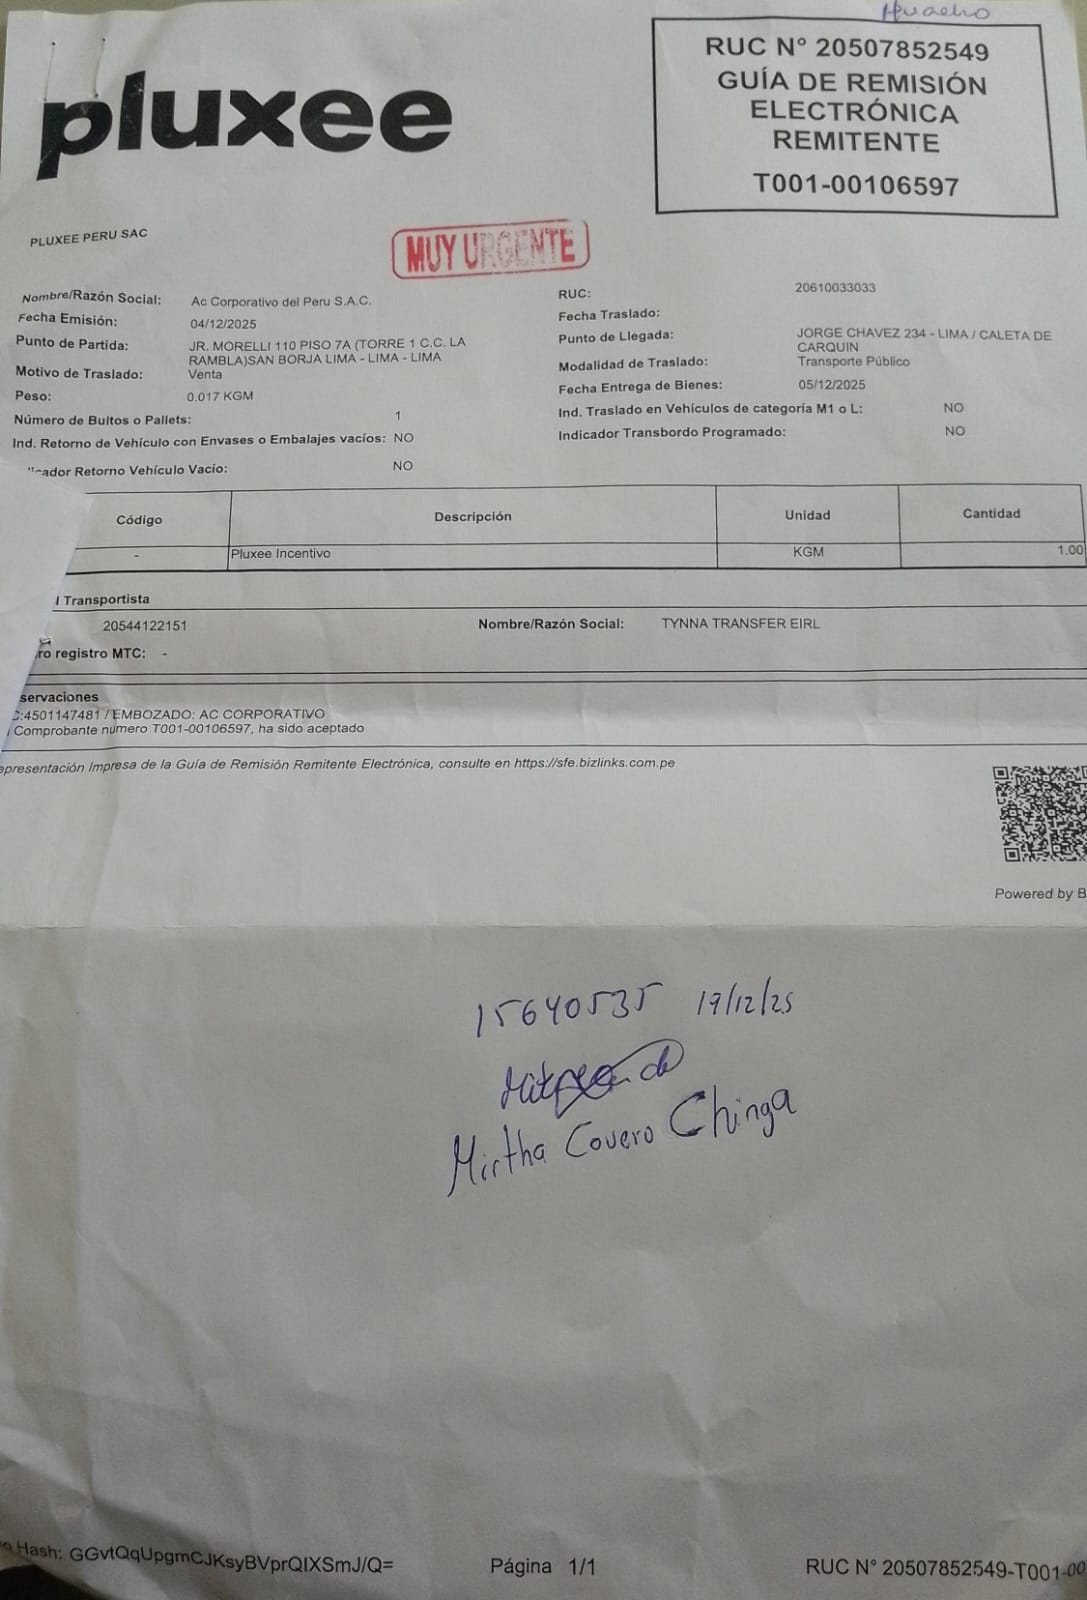 Huacho
pluxee
RUC N° 20507852549
GUÍA DE REMISIÓN
ELECTRÓNICA
REMITENTE
T001-00106597
PLUXEE PERU SAC
MUY URGENTE
Nombre/Razón Social: Ac Corporativo del Peru S.A.C.
Fecha Emisión: 04/12/2025
Punto de Partida: JR. MORELLI 110 PISO 7A (TORRE 1 C.C. LA
RAMBLA)SAN BORJA LIMA - LIMA - LIMA
Motivo de Traslado: Venta
Peso: 0.017 KGM
Número de Bultos o Pallets: 1
Ind. Retorno de Vehículo con Envases o Embalajes vacíos: NO
icador Retorno Vehículo Vacío: NO
RUC: 20610033033
Fecha Traslado:
Punto de Llegada: JORGE CHAVEZ 234 - LIMA / CALETA DE
CARQUIN
Modalidad de Traslado: Transporte Público
Fecha Entrega de Bienes: 05/12/2025
Ind. Traslado en Vehículos de categoría M1 o L: NO
Indicador Transbordo Programado: NO
Código Descripción Unidad Cantidad
- Pluxee Incentivo KGM 1.00
l Transportista
20544122151 Nombre/Razón Social: TYNNA TRANSFER EIRL
ro registro MTC: -
servaciones
C:4501147481 / EMBOZADO: AC CORPORATIVO
Comprobante numero T001-00106597, ha sido aceptado
epresentación Impresa de la Guía de Remisión Remitente Electrónica, consulte en https://sfe.bizlinks.com.pe
Powered by B
15640535 19/12/25
Mirtha Covero Chinga
Hash: GGvtQqUpgmCJKsyBVprQIXSmJ/Q=
Página 1/1
RUC N° 20507852549-T001-00